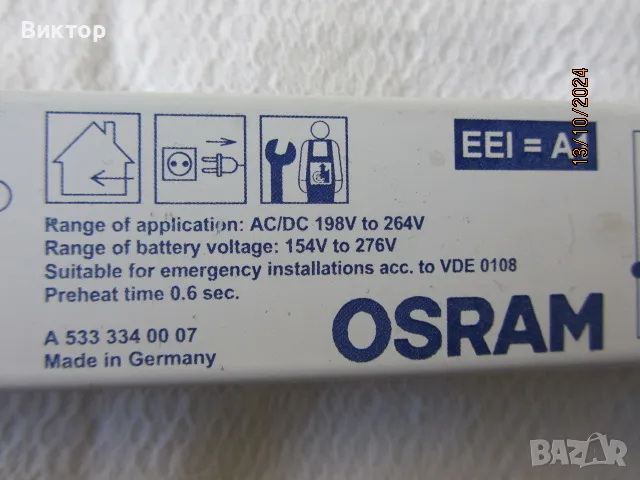 Виктор
13/10/2024
EEI = A1
Range of application: AC/DC 198V to 264V
Range of battery voltage: 154V to 276V
Suitable for emergency installations acc. to VDE 0108
Preheat time 0.6 sec.
A 533 334 00 07
Made in Germany
OSRAM
BAZAR